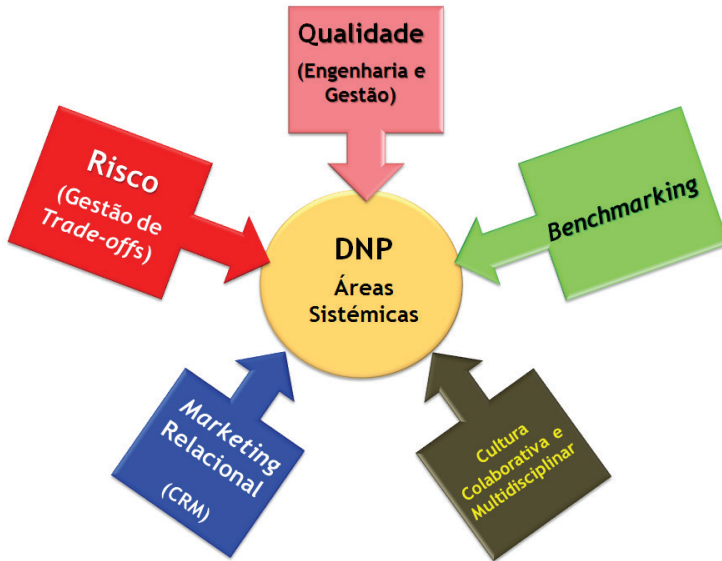 Qualidade
(Engenharia e
Gestão)
Risco
(Gestão de
Trade-offs)
Benchmarking
DNP
Áreas
Sistémicas
Marketing
Relacional
(CRM)
Cultura
Colaborativa e
Multidisciplinar